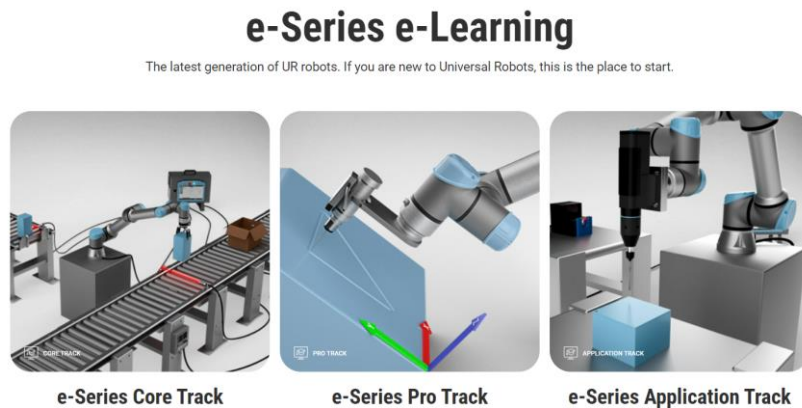 e-Series e-Learning
The latest generation of UR robots. If you are new to Universal Robots, this is the place to start.
CORE TRACK
PRO TRACK
APPLICATION TRACK
e-Series Core Track
e-Series Pro Track
e-Series Application Track